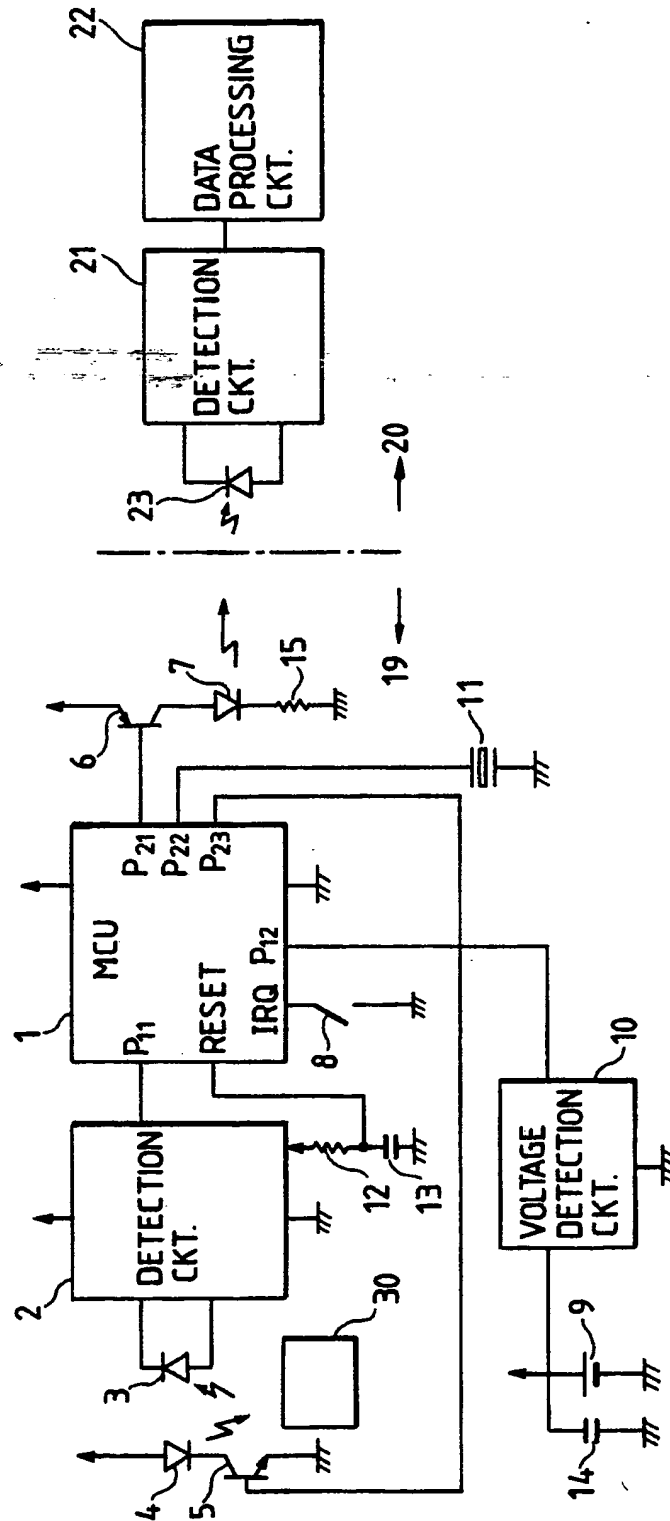 22
DATA
PROCESSING
CKT.
21
DETECTION
CKT.
23
20
19
7
15
6
11
1
MCU
P11
P21
P22
P23
RESET
IRQ
P12
8
2
DETECTION
CKT.
12
13
3
30
4
5
10
VOLTAGE
DETECTION
CKT.
9
14